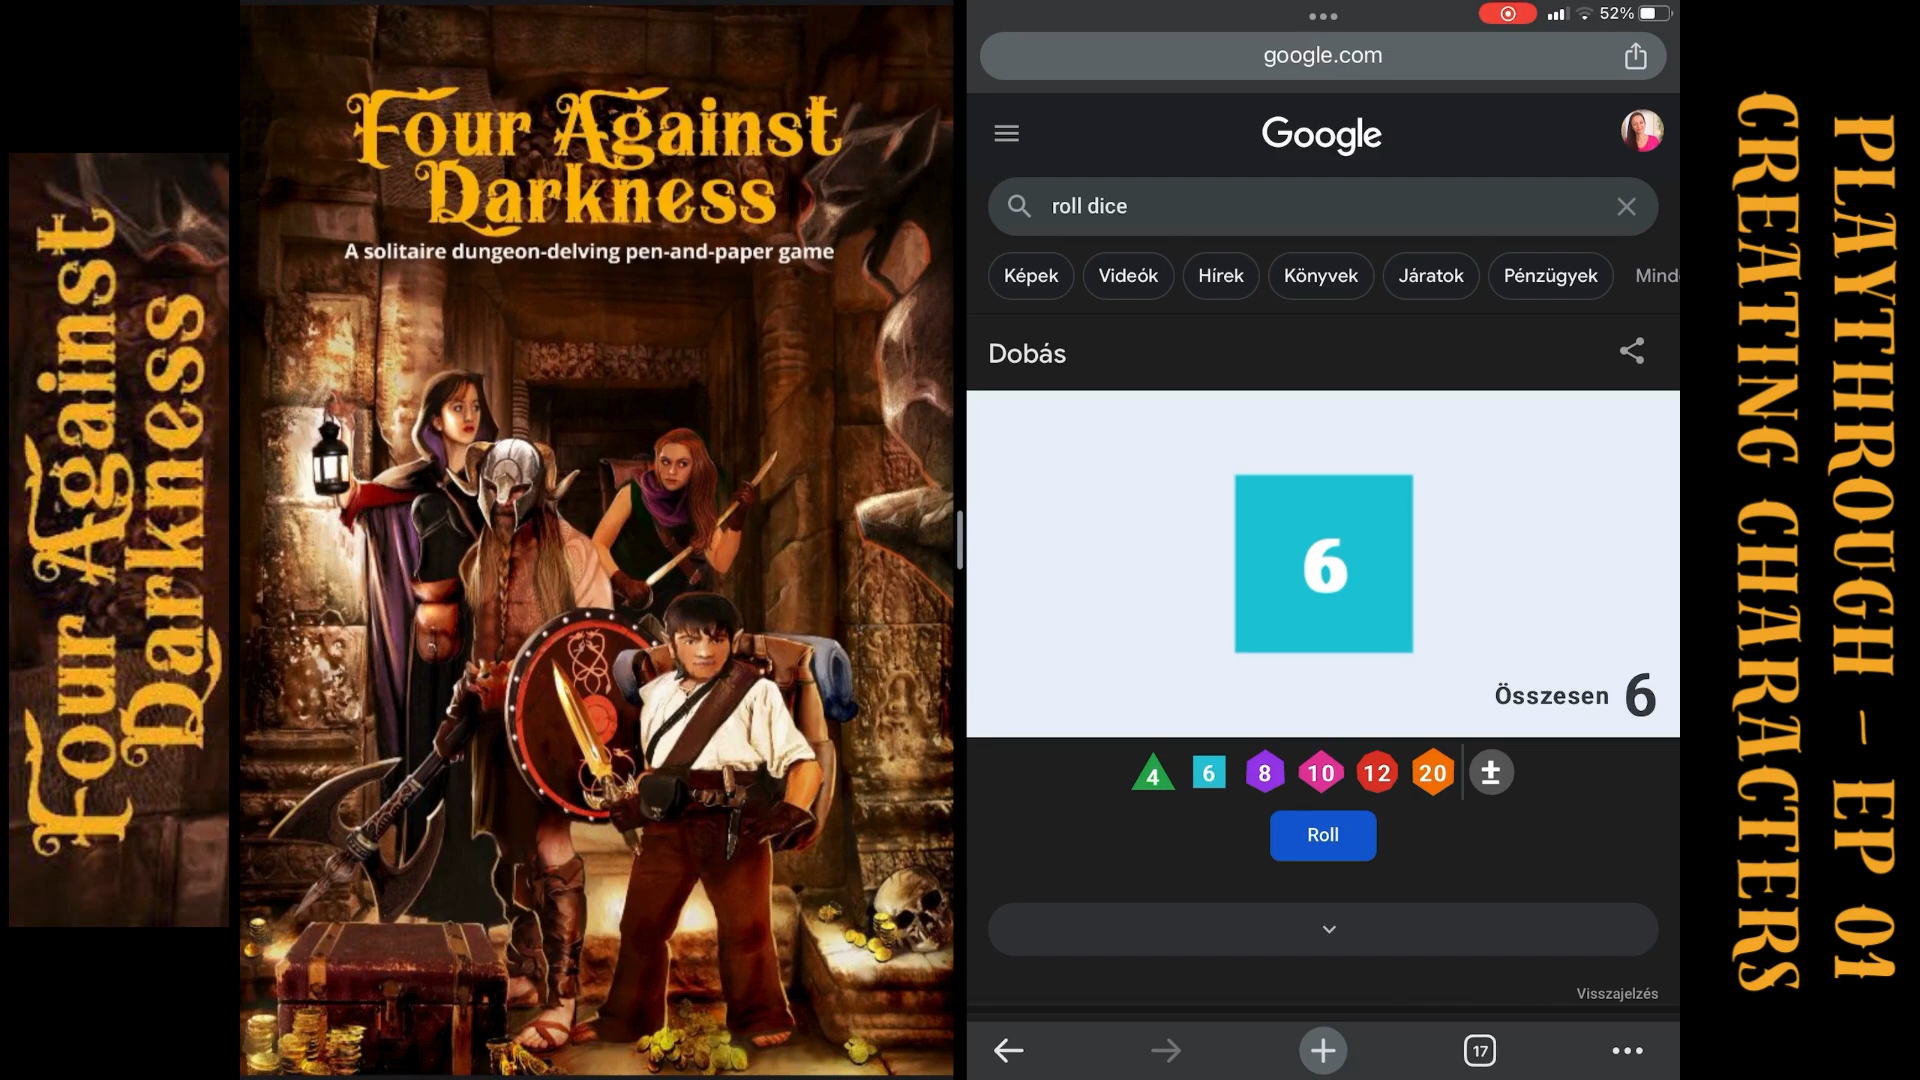 Four Against
Darkness
Four Against
Darkness
A solitaire dungeon-delving pen-and-paper game
52%
google.com
Google
roll dice
Képek
Videók
Hírek
Könyvek
Járatok
Pénzügyek
Dobás
6
Összesen 6
4
6
8
10
12
20
±
Roll
Visszajelzés
17
PLAYTHROUGH - EP 01
CREATING CHARACTERS